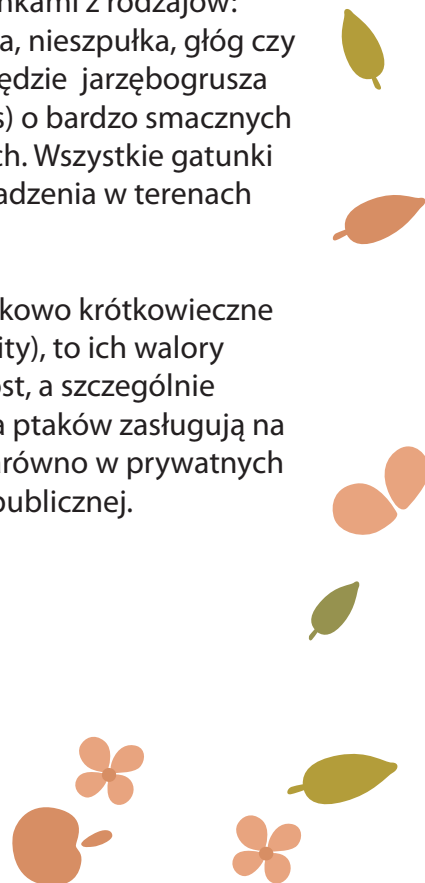 nkami z rodzajów:
a, nieszpułka, głóg czy
ędzie jarzębogrusza
s) o bardzo smacznych
ch. Wszystkie gatunki
adzenia w terenach
kowo krótkowieczne
ity), to ich walory
ost, a szczególnie
a ptaków zasługują na
arówno w prywatnych
publicznej.